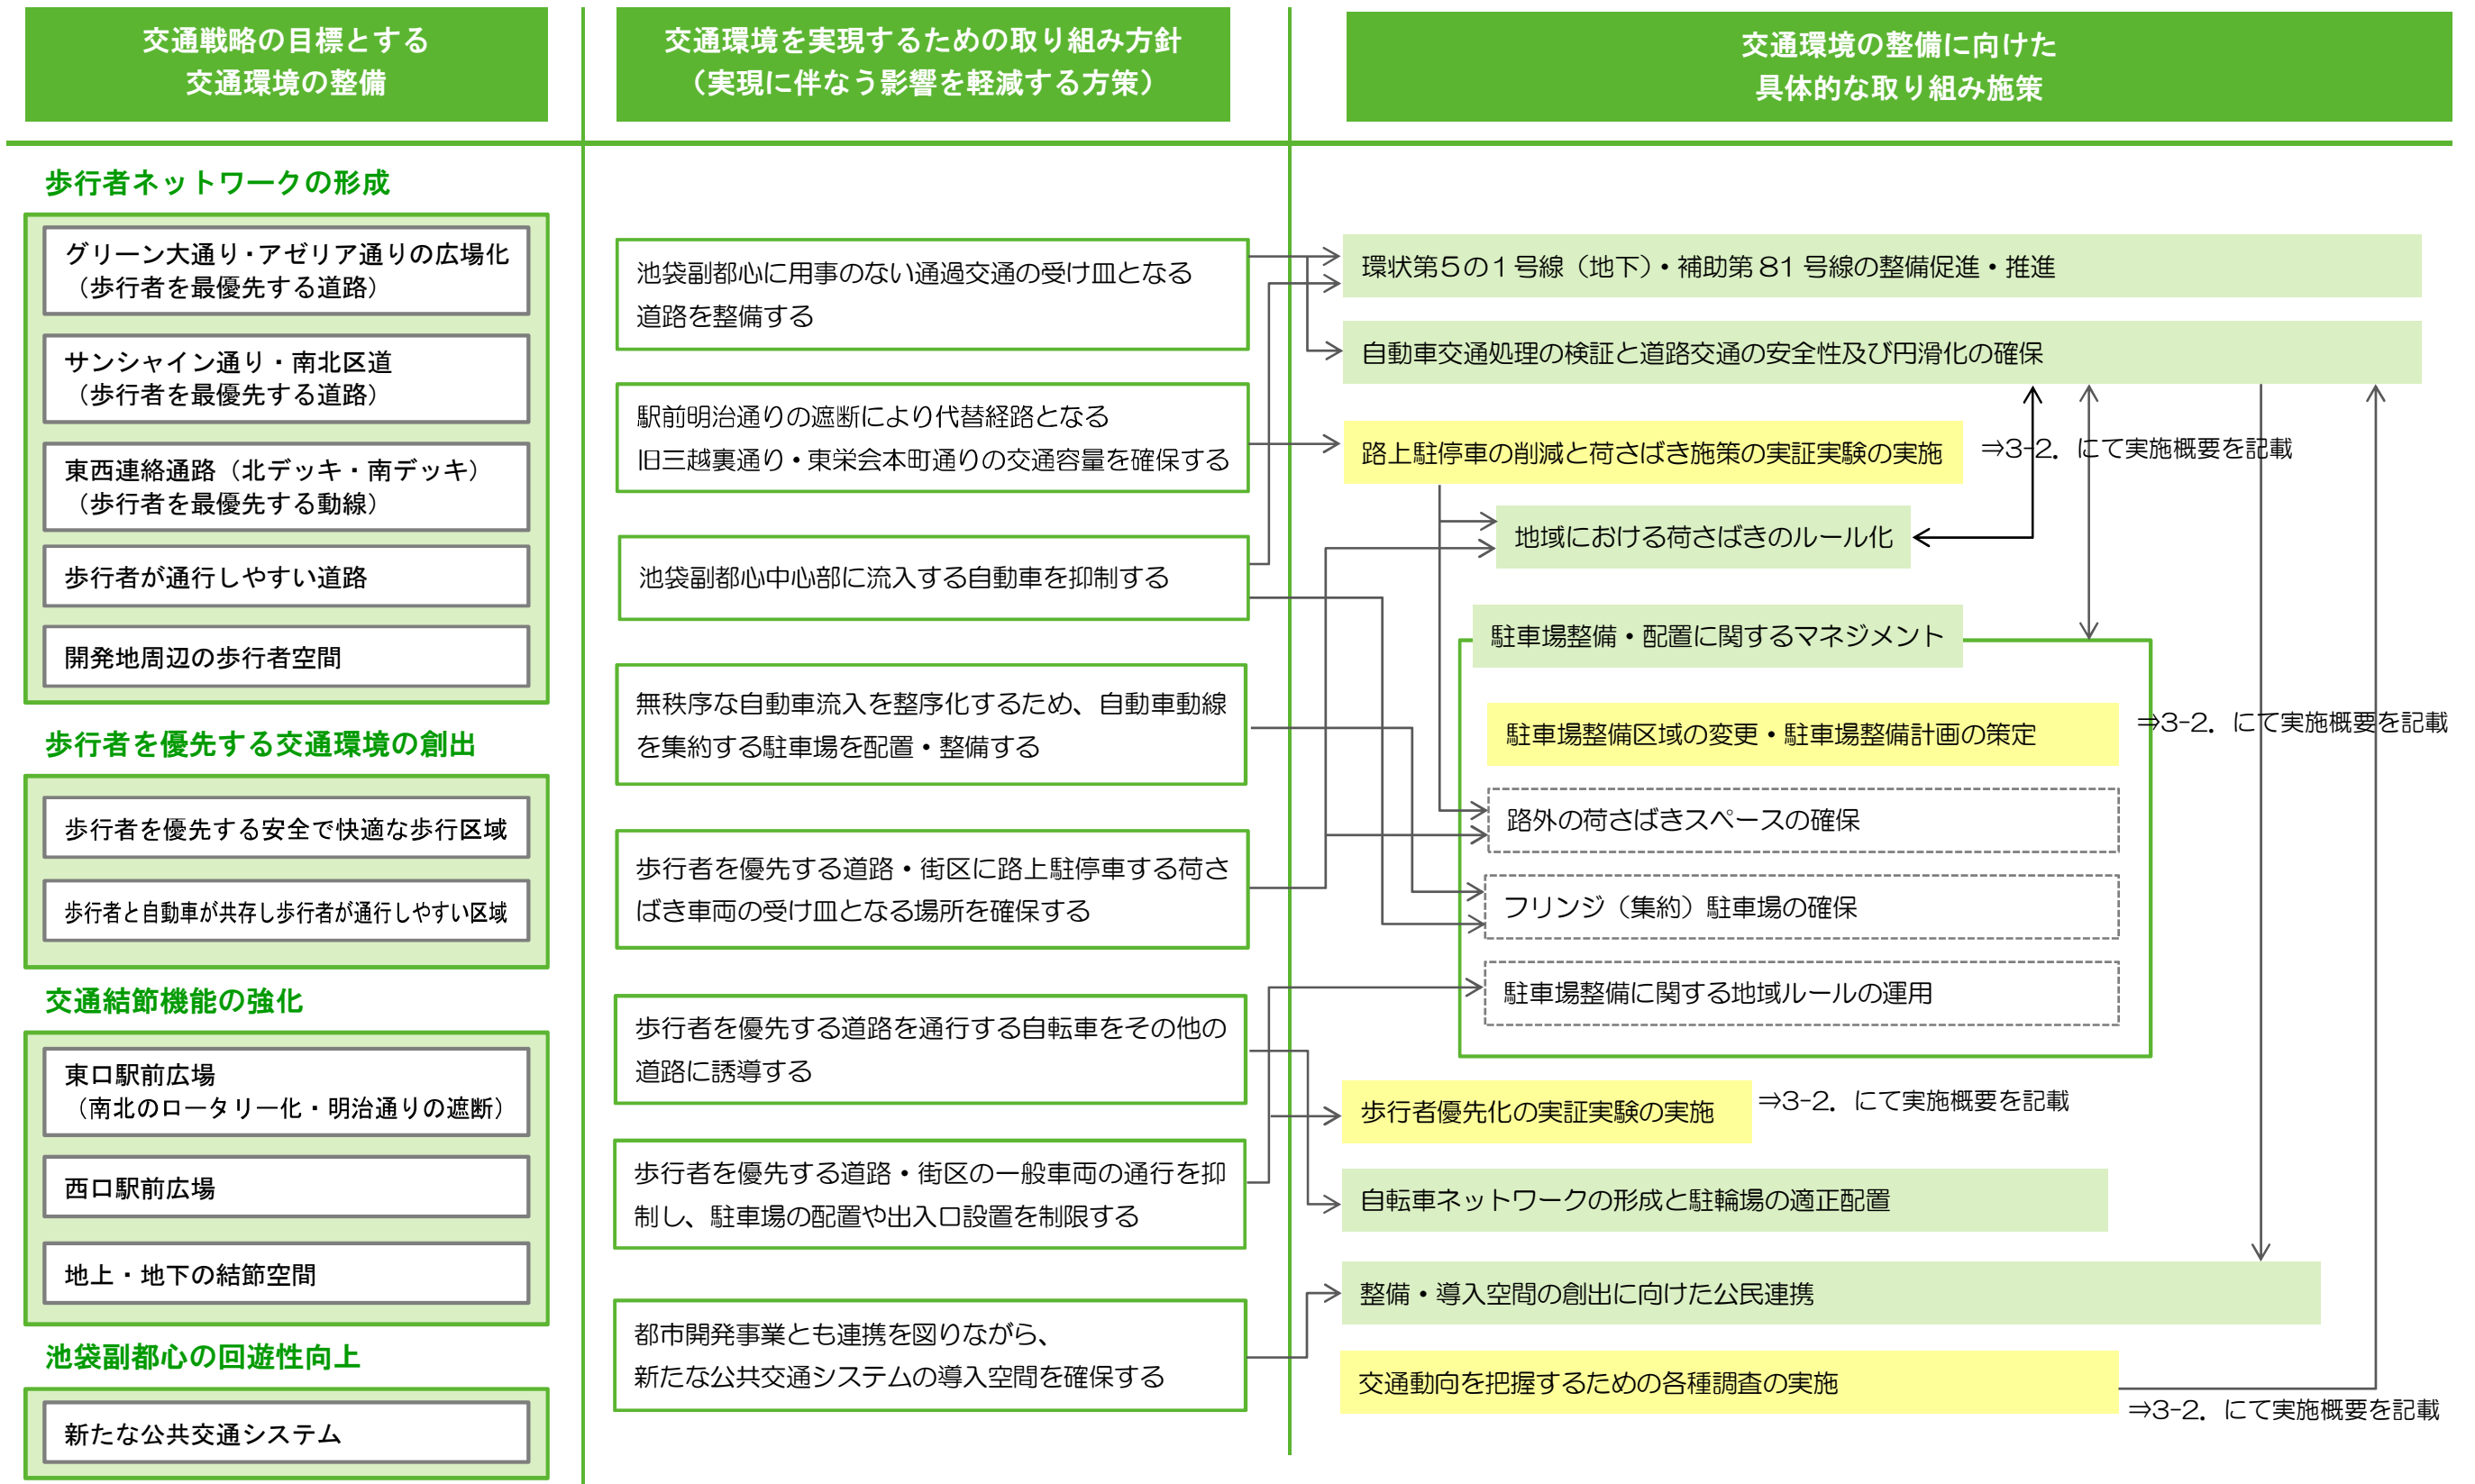 交通戦略の目標とする
交通環境の整備
交通環境を実現するための取り組み方針
（実現に伴なう影響を軽減する方策）
交通環境の整備に向けた
具体的な取り組み施策
歩行者ネットワークの形成
グリーン大通り・アゼリア通りの広場化
（歩行者を最優先する道路）
サンシャイン通り・南北区道
（歩行者を最優先する道路）
東西連絡通路（北デッキ・南デッキ）
（歩行者を最優先する動線）
歩行者が通行しやすい道路
開発地周辺の歩行者空間
歩行者を優先する交通環境の創出
歩行者を優先する安全で快適な歩行区域
歩行者と自動車が共存し歩行者が通行しやすい区域
交通結節機能の強化
東口駅前広場
（南北のロータリー化・明治通りの遮断）
西口駅前広場
地上・地下の結節空間
池袋副都心の回遊性向上
新たな公共交通システム
池袋副都心に用事のない通過交通の受け皿となる
道路を整備する
駅前明治通りの遮断により代替経路となる
旧三越裏通り・東栄会本町通りの交通容量を確保する
池袋副都心中心部に流入する自動車を抑制する
無秩序な自動車流入を整序化するため、自動車動線
を集約する駐車場を配置・整備する
歩行者を優先する道路・街区に路上駐停車する荷さ
ばき車両の受け皿となる場所を確保する
歩行者を優先する道路を通行する自転車をその他の
道路に誘導する
歩行者を優先する道路・街区の一般車両の通行を抑
制し、駐車場の配置や出入口設置を制限する
都市開発事業とも連携を図りながら、
新たな公共交通システムの導入空間を確保する
環状第５の１号線（地下）・補助第 81 号線の整備促進・推進
自動車交通処理の検証と道路交通の安全性及び円滑化の確保
路上駐停車の削減と荷さばき施策の実証実験の実施
⇒3-2．にて実施概要を記載
地域における荷さばきのルール化
駐車場整備・配置に関するマネジメント
駐車場整備区域の変更・駐車場整備計画の策定
⇒3-2．にて実施概要を記載
路外の荷さばきスペースの確保
フリンジ（集約）駐車場の確保
駐車場整備に関する地域ルールの運用
歩行者優先化の実証実験の実施
⇒3-2．にて実施概要を記載
自転車ネットワークの形成と駐輪場の適正配置
整備・導入空間の創出に向けた公民連携
交通動向を把握するための各種調査の実施
⇒3-2．にて実施概要を記載